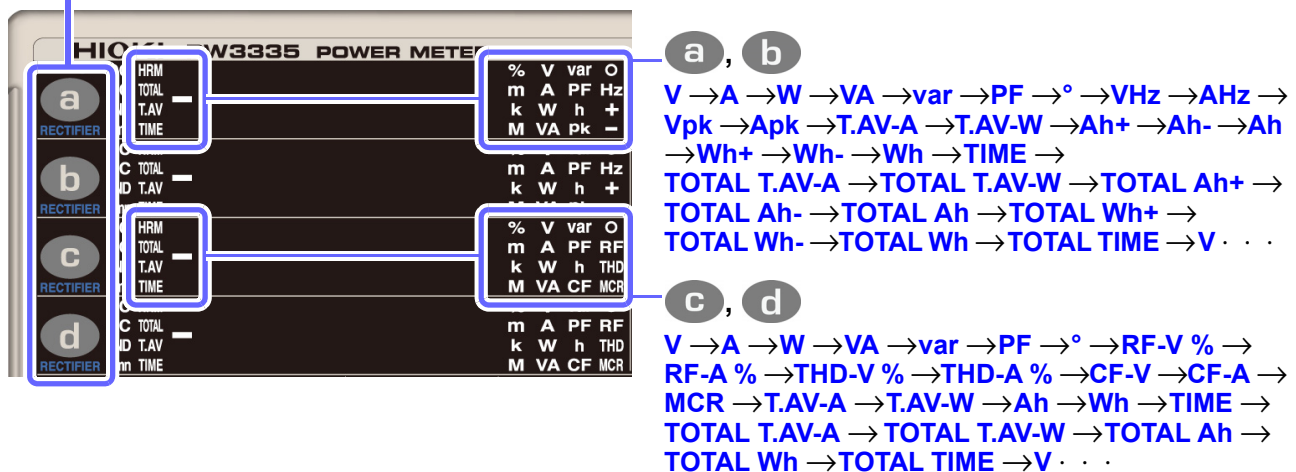 HIOKI PW3335 POWER METER
HRM % V var
a TOTAL m A PF Hz
T.AV k W h +
RECTIFIER TIME M VA Pk −
b TOTAL m A PF Hz
T.AV k W h +
RECTIFIER
HRM % V var
c TOTAL m A PF RF
T.AV k W h THD
RECTIFIER TIME M VA CF MCR
d TOTAL m A PF RF
T.AV k W h THD
RECTIFIER TIME M VA CF MCR
a , b
V →A →W →VA →var →PF →° →VHz →AHz →
Vpk →Apk →T.AV-A →T.AV-W →Ah+ →Ah- →Ah
→Wh+ →Wh- →Wh →TIME →
TOTAL T.AV-A →TOTAL T.AV-W →TOTAL Ah+ →
TOTAL Ah- →TOTAL Ah →TOTAL Wh+ →
TOTAL Wh- →TOTAL Wh →TOTAL TIME →V · · ·
c , d
V →A →W →VA →var →PF →° →RF-V % →
RF-A % →THD-V % →THD-A % →CF-V →CF-A →
MCR →T.AV-A →T.AV-W →Ah →Wh →TIME →
TOTAL T.AV-A → TOTAL T.AV-W →TOTAL Ah →
TOTAL Wh →TOTAL TIME →V · · ·